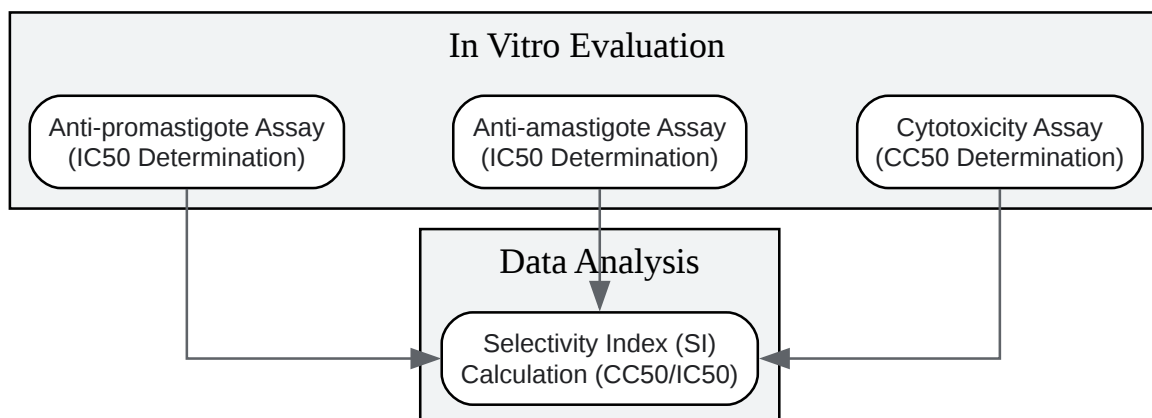 In Vitro Evaluation
Anti-promastigote Assay
(IC50 Determination)
Anti-amastigote Assay
(IC50 Determination)
Cytotoxicity Assay
(CC50 Determination)
Data Analysis
Selectivity Index (SI)
Calculation (CC50/IC50)